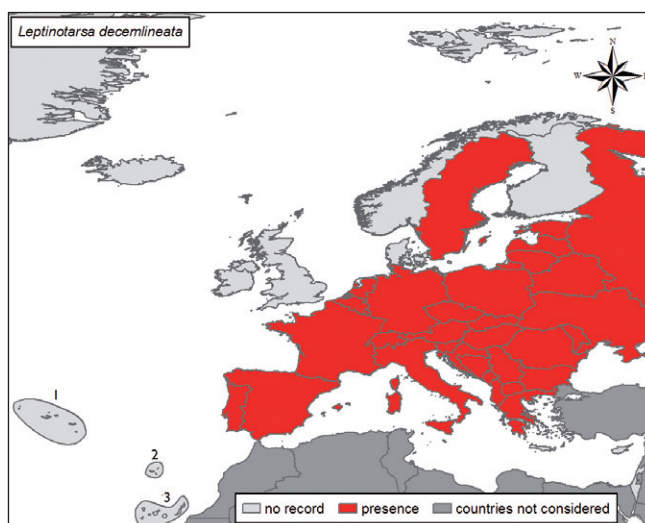 Leptinotarsa decemlineata
N
W
E
S
1
2
3
no record
presence
countries not considered